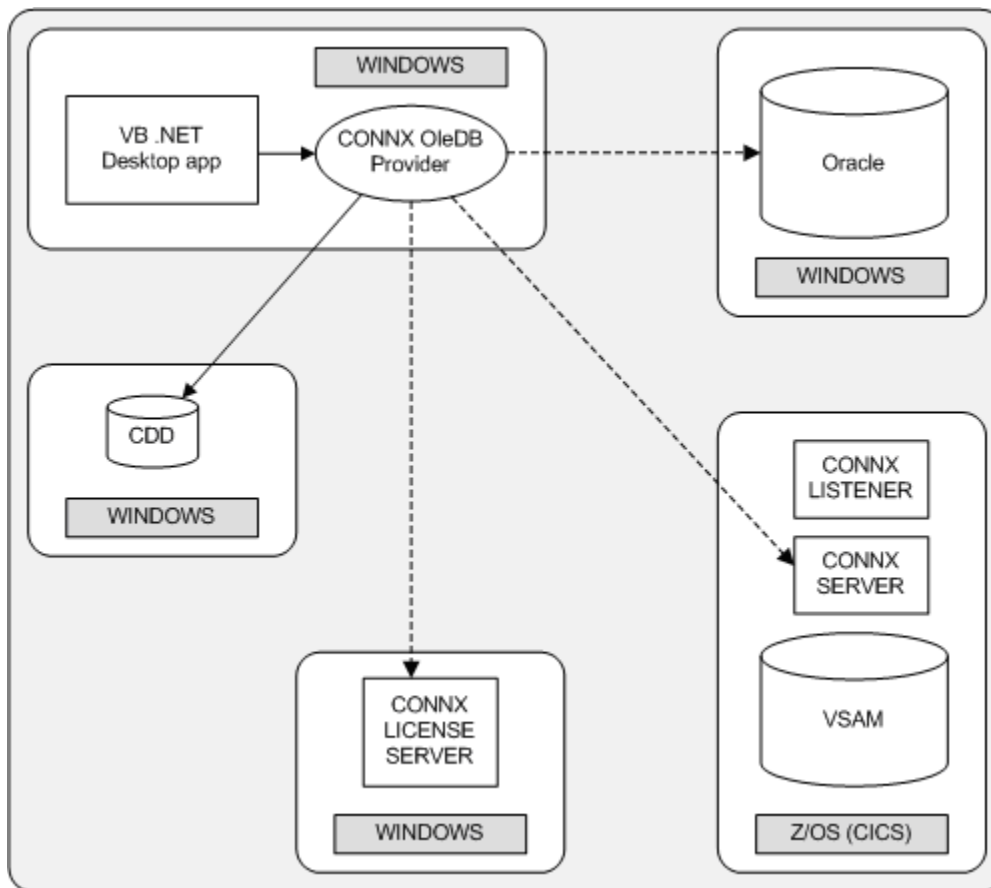 WINDOWS
VB .NET
Desktop app
CONNX OleDB
Provider
Oracle
WINDOWS
CDD
WINDOWS
CONNX
LISTENER
CONNX
SERVER
VSAM
Z/OS (CICS)
CONNX
LICENSE
SERVER
WINDOWS